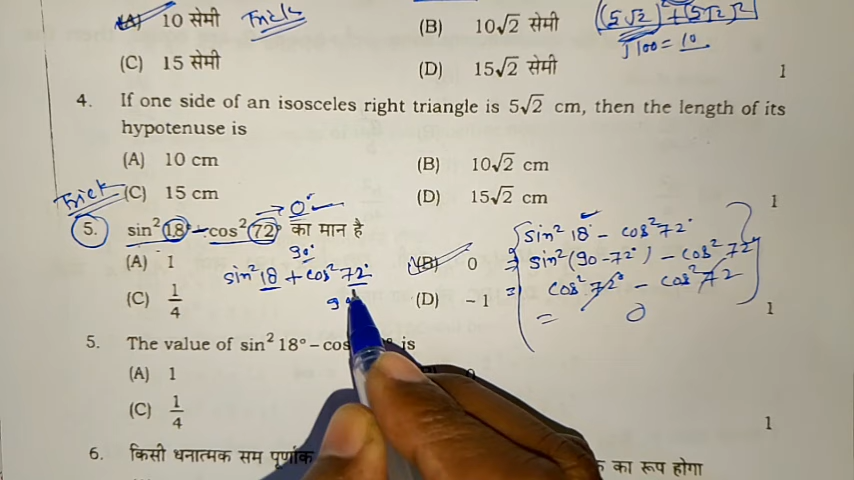 (A) 10 सेमी Trick
(B) 10√2 सेमी
(5√2)² + (5√2)²
√100 = 10
(C) 15 सेमी
(D) 15√2 सेमी
1
4. If one side of an isosceles right triangle is 5√2 cm, then the length of its
hypotenuse is
(A) 10 cm
(B) 10√2 cm
Trick
(C) 15 cm
(D) 15√2 cm
1
→ 0°
5. sin² 18° – cos² 72° का मान है
(A) 1
(B) 0
90°
sin² 18 + cos² 72°
(C) 1/4
(D) – 1
sin² 18° – cos² 72°
= sin² (90 – 72°) – cos² 72
= cos² 72° – cos² 72
= 0
1
5. The value of sin² 18° – cos is
(A) 1
(C) 1/4
1
6. किसी धनात्मक सम पूर्णांक
का रूप होगा